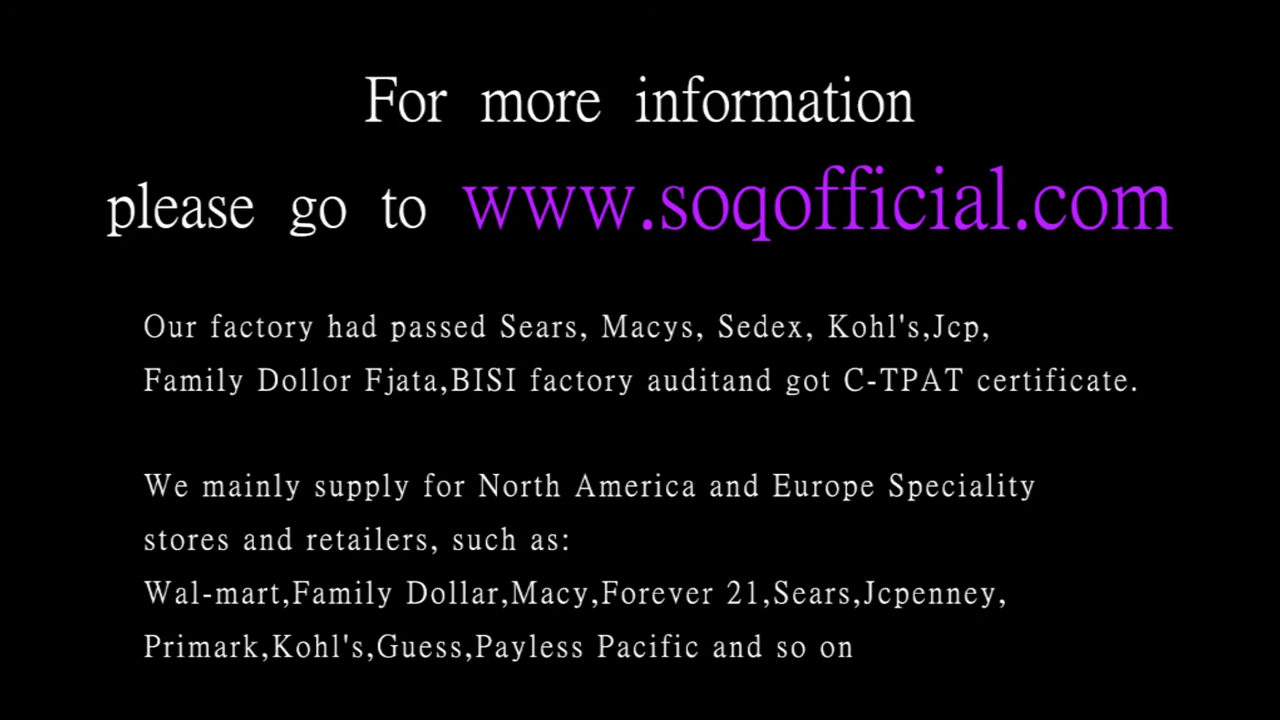 For more information
please go to www.soqofficial.com
Our factory had passed Sears, Macys, Sedex, Kohl's,Jcp,
Family Dollor Fjata,BISI factory auditand got C-TPAT certificate.
We mainly supply for North America and Europe Speciality
stores and retailers, such as:
Wal-mart,Family Dollar,Macy,Forever 21,Sears,Jcpenney,
Primark,Kohl's,Guess,Payless Pacific and so on